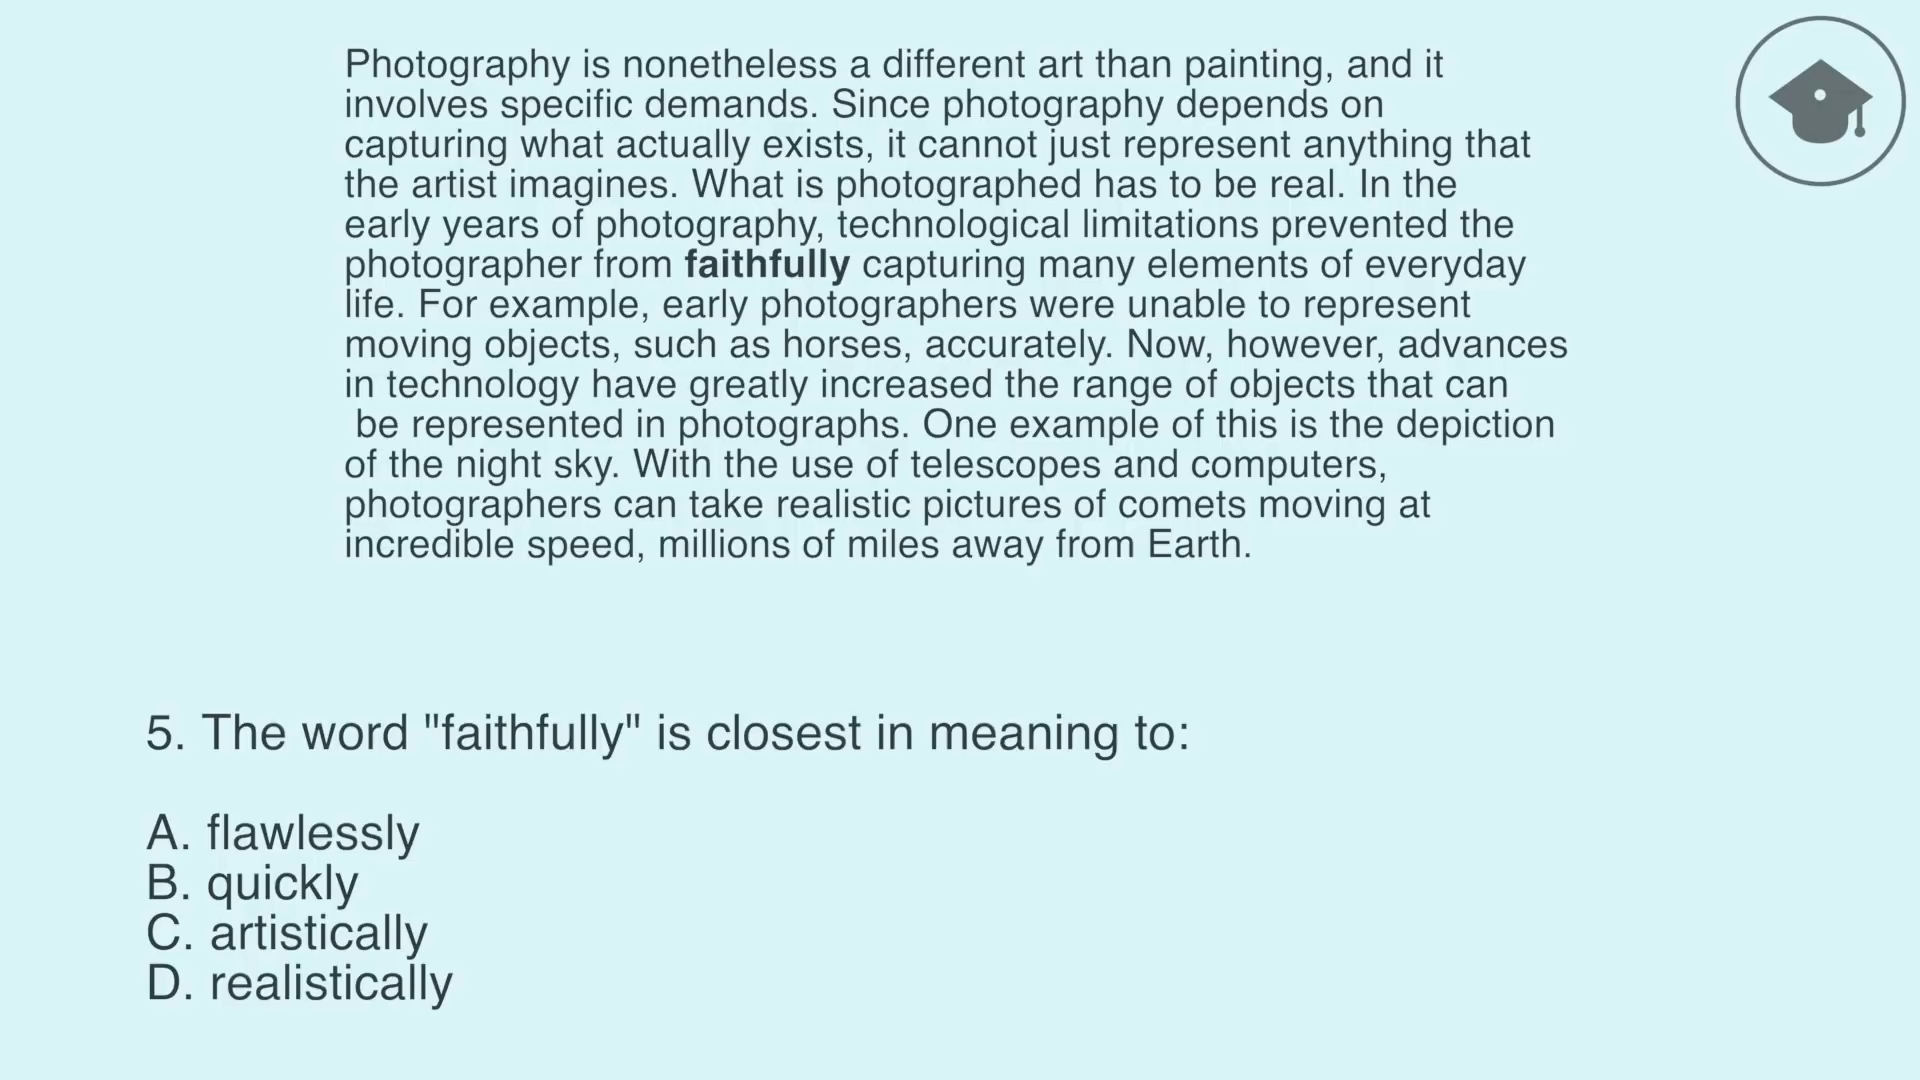 Photography is nonetheless a different art than painting, and it
involves specific demands. Since photography depends on
capturing what actually exists, it cannot just represent anything that
the artist imagines. What is photographed has to be real. In the
early years of photography, technological limitations prevented the
photographer from faithfully capturing many elements of everyday
life. For example, early photographers were unable to represent
moving objects, such as horses, accurately. Now, however, advances
in technology have greatly increased the range of objects that can
be represented in photographs. One example of this is the depiction
of the night sky. With the use of telescopes and computers,
photographers can take realistic pictures of comets moving at
incredible speed, millions of miles away from Earth.
5. The word "faithfully" is closest in meaning to:
A. flawlessly
B. quickly
C. artistically
D. realistically